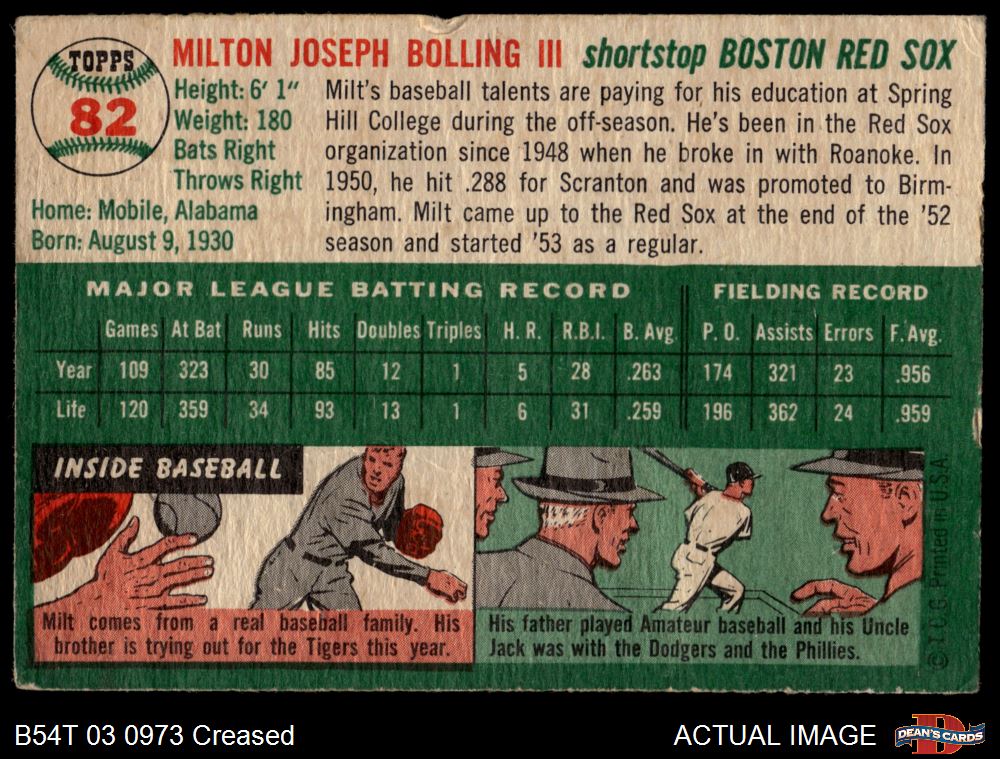 TOPPS
82
MILTON JOSEPH BOLLING III shortstop BOSTON RED SOX
Height: 6' 1"
Weight: 180
Bats Right
Throws Right
Home: Mobile, Alabama
Born: August 9, 1930
Milt's baseball talents are paying for his education at Spring
Hill College during the off-season. He's been in the Red Sox
organization since 1948 when he broke in with Roanoke. In
1950, he hit .288 for Scranton and was promoted to Birm-
ingham. Milt came up to the Red Sox at the end of the '52
season and started '53 as a regular.
MAJOR LEAGUE BATTING RECORD FIELDING RECORD
Games At Bat Runs Hits Doubles Triples H. R. R.B.I. B. Avg P. O. Assists Errors F. Avg.
Year 109 323 30 85 12 1 5 28 .263 174 321 23 .956
Life 120 359 34 93 13 1 6 31 .259 196 362 24 .959
INSIDE BASEBALL
Milt comes from a real baseball family. His
brother is trying out for the Tigers this year.
His father played Amateur baseball and his Uncle
Jack was with the Dodgers and the Phillies.
© T. C. G. Printed in U.S.A.
B54T 03 0973 Creased
ACTUAL IMAGE
DEAN'S CARDS